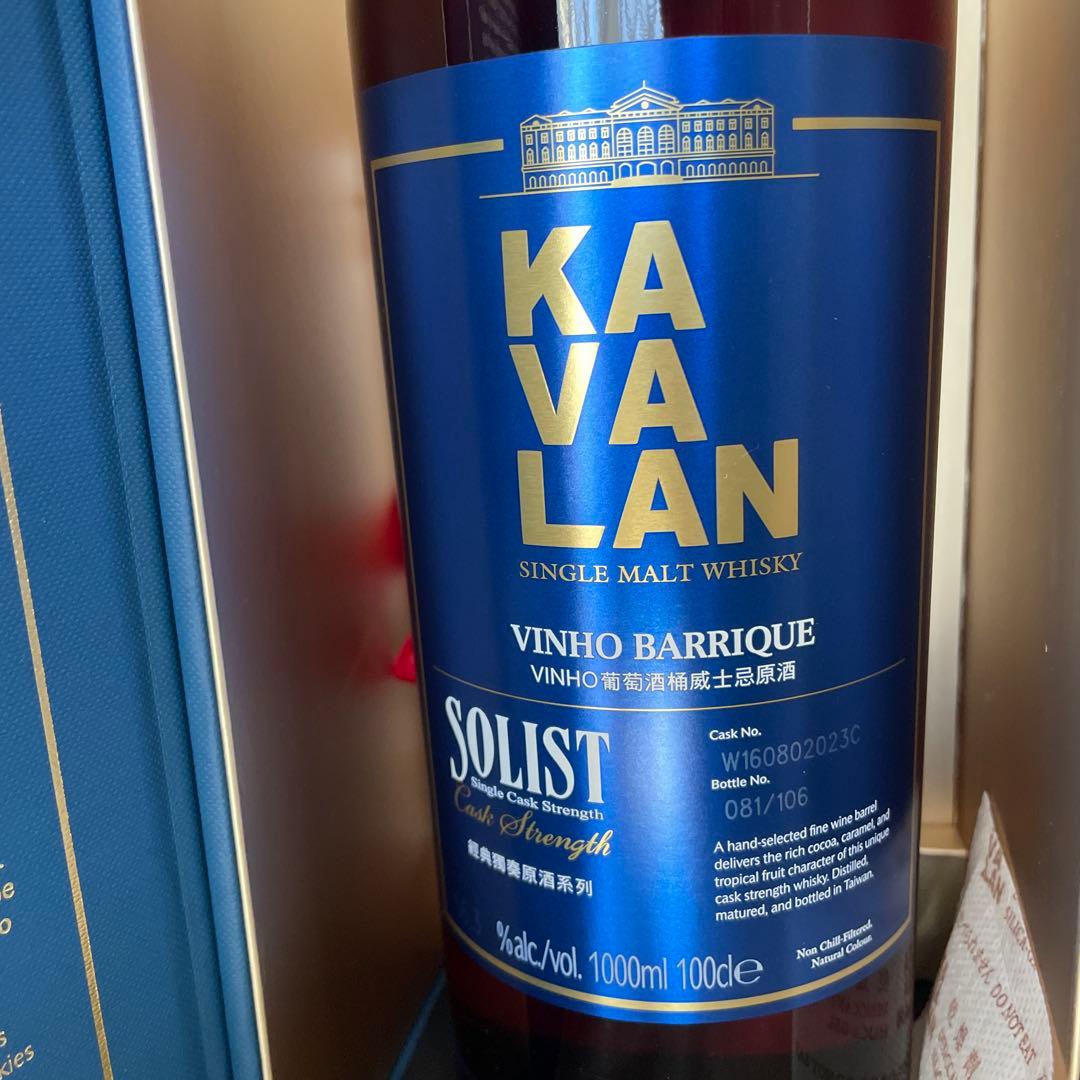 KA
VA
LAN
SINGLE MALT WHISKY
VINHO BARRIQUE
VINHO葡萄酒桶威士忌原酒
SOLIST
Single Cask Strength
Cask Strength
經典獨奏原酒系列
Cask No.
W160802023C
Bottle No.
081/106
A hand-selected fine wine barrel
delivers the rich cocoa, caramel, and
tropical fruit character of this unique
cask strength whisky. Distilled,
matured, and bottled in Taiwan.
%alc./vol. 1000ml 100cl℮
Non Chill-Filtered.
Natural Colour.
DO NOT EAT